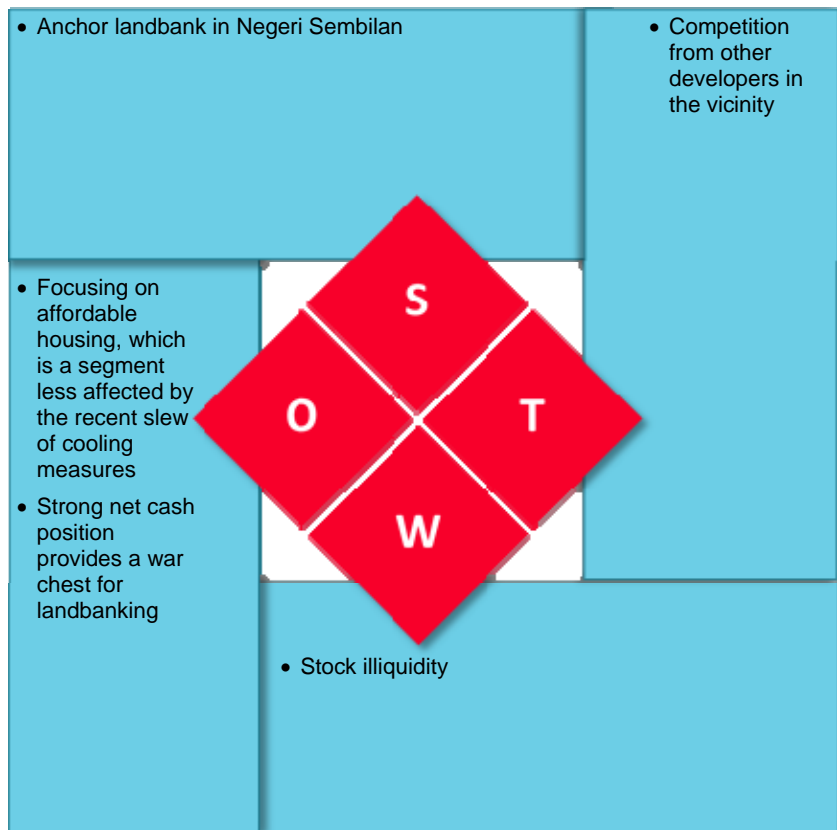 • Anchor landbank in Negeri Sembilan
• Competition
from other
developers in
the vicinity
• Focusing on
affordable
housing, which
is a segment
less affected by
the recent slew
of cooling
measures
• Strong net cash
position
provides a war
chest for
landbanking
S
O
T
W
• Stock illiquidity